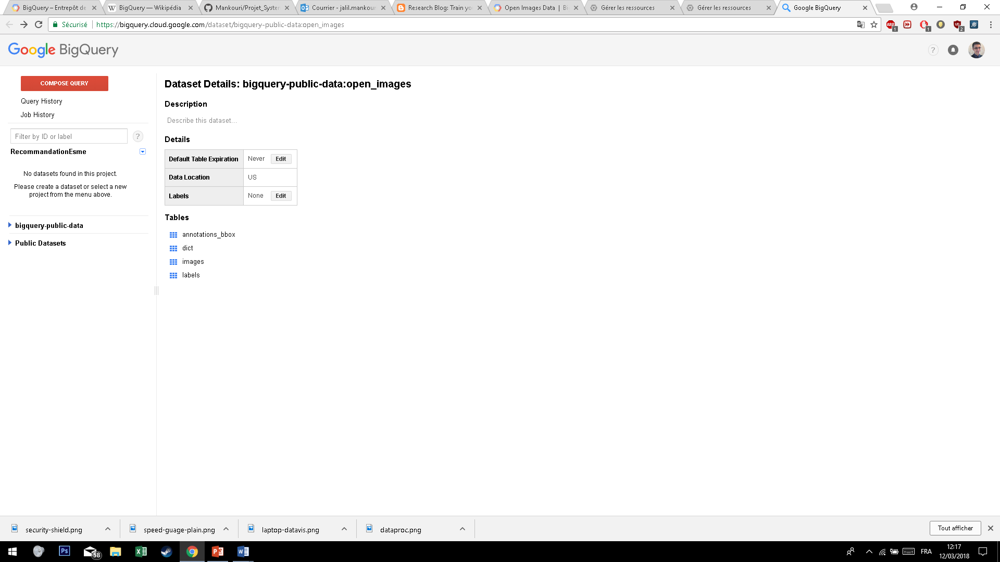 BigQuery – Entrepôt de
BigQuery — Wikipédia
Mankouri/Projet_System
Courrier - jalil.mankour
Research Blog: Train yo
Open Images Data | Bi
Gérer les ressources
Gérer les ressources
Google BigQuery
Sécurisé
https://bigquery.cloud.google.com/dataset/bigquery-public-data:open_images
ABP 1
1
2
Google BigQuery
?
COMPOSE QUERY
Query History
Job History
Filter by ID or label
?
RecommandationEsme
No datasets found in this project.
Please create a dataset or select a new
project from the menu above.
bigquery-public-data
Public Datasets
Dataset Details: bigquery-public-data:open_images
Description
Describe this dataset...
Details
Default Table Expiration Never Edit
Data Location US
Labels None Edit
Tables
annotations_bbox
dict
images
labels
security-shield.png
speed-guage-plain.png
laptop-datavis.png
dataproc.png
Tout afficher
Ps
58
FRA
12:17
12/03/2018